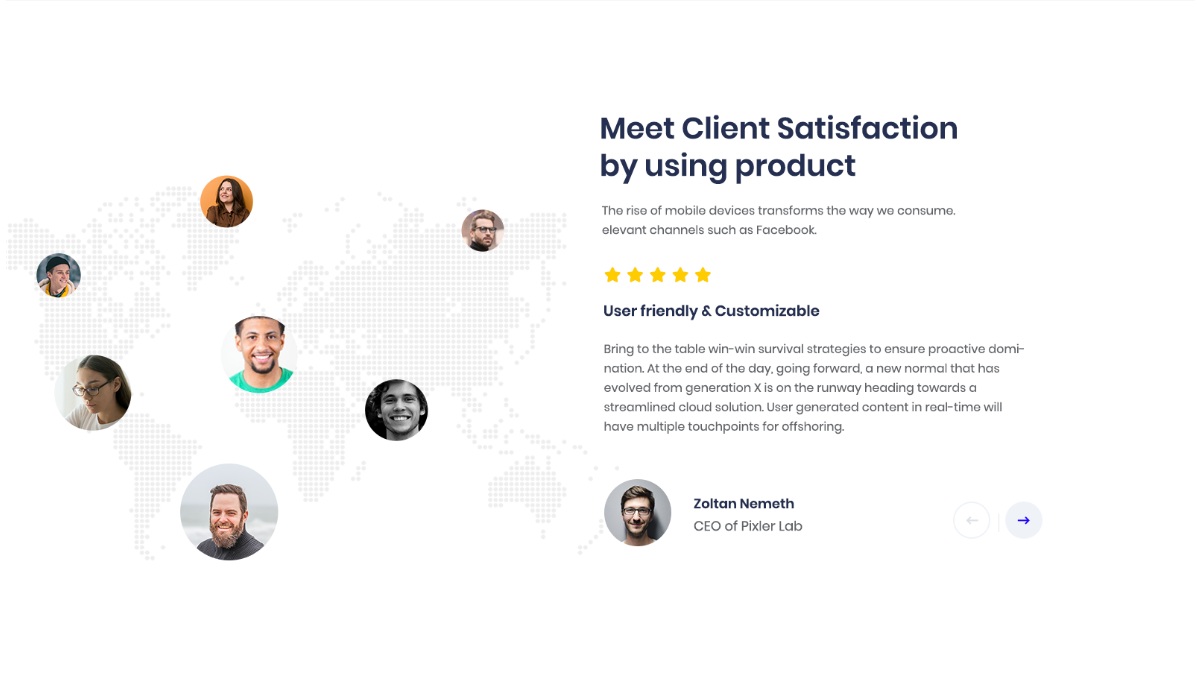 Meet Client Satisfaction
by using product
The rise of mobile devices transforms the way we consume.
elevant channels such as Facebook.
User friendly & Customizable
Bring to the table win-win survival strategies to ensure proactive domi-
nation. At the end of the day, going forward, a new normal that has
evolved from generation X is on the runway heading towards a
streamlined cloud solution. User generated content in real-time will
have multiple touchpoints for offshoring.
Zoltan Nemeth
CEO of Pixler Lab